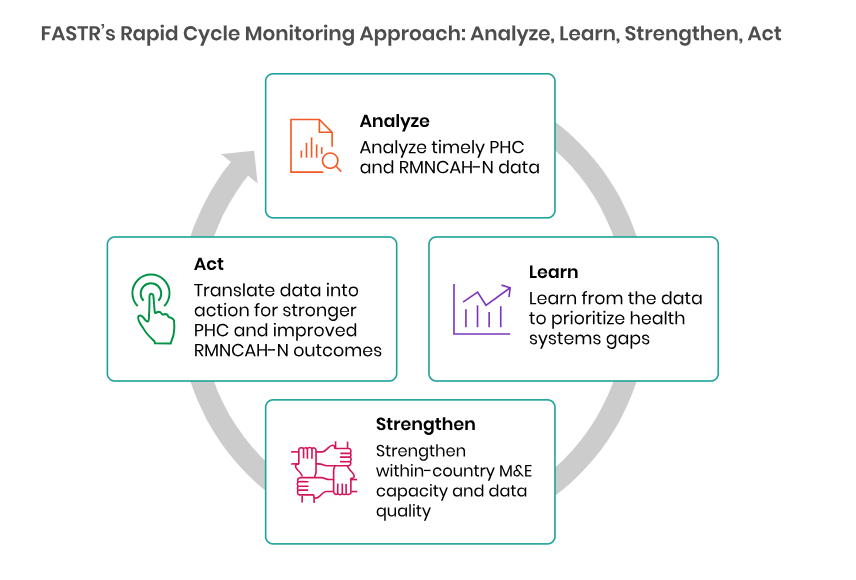 FASTR’s Rapid Cycle Monitoring Approach: Analyze, Learn, Strengthen, Act
Analyze
Analyze timely PHC
and RMNCAH-N data
Learn
Learn from the data
to prioritize health
systems gaps
Strengthen
Strengthen
within-country M&E
capacity and data
quality
Act
Translate data into
action for stronger
PHC and improved
RMNCAH-N outcomes